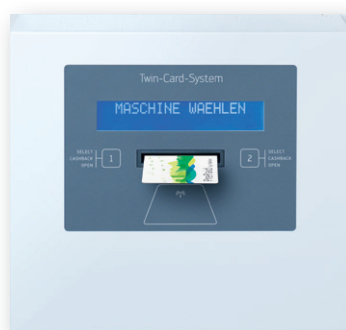 Twin-Card-System
MASCHINE WAEHLEN
SELECT
CASHBACK
OPEN
1
2
SELECT
CASHBACK
OPEN